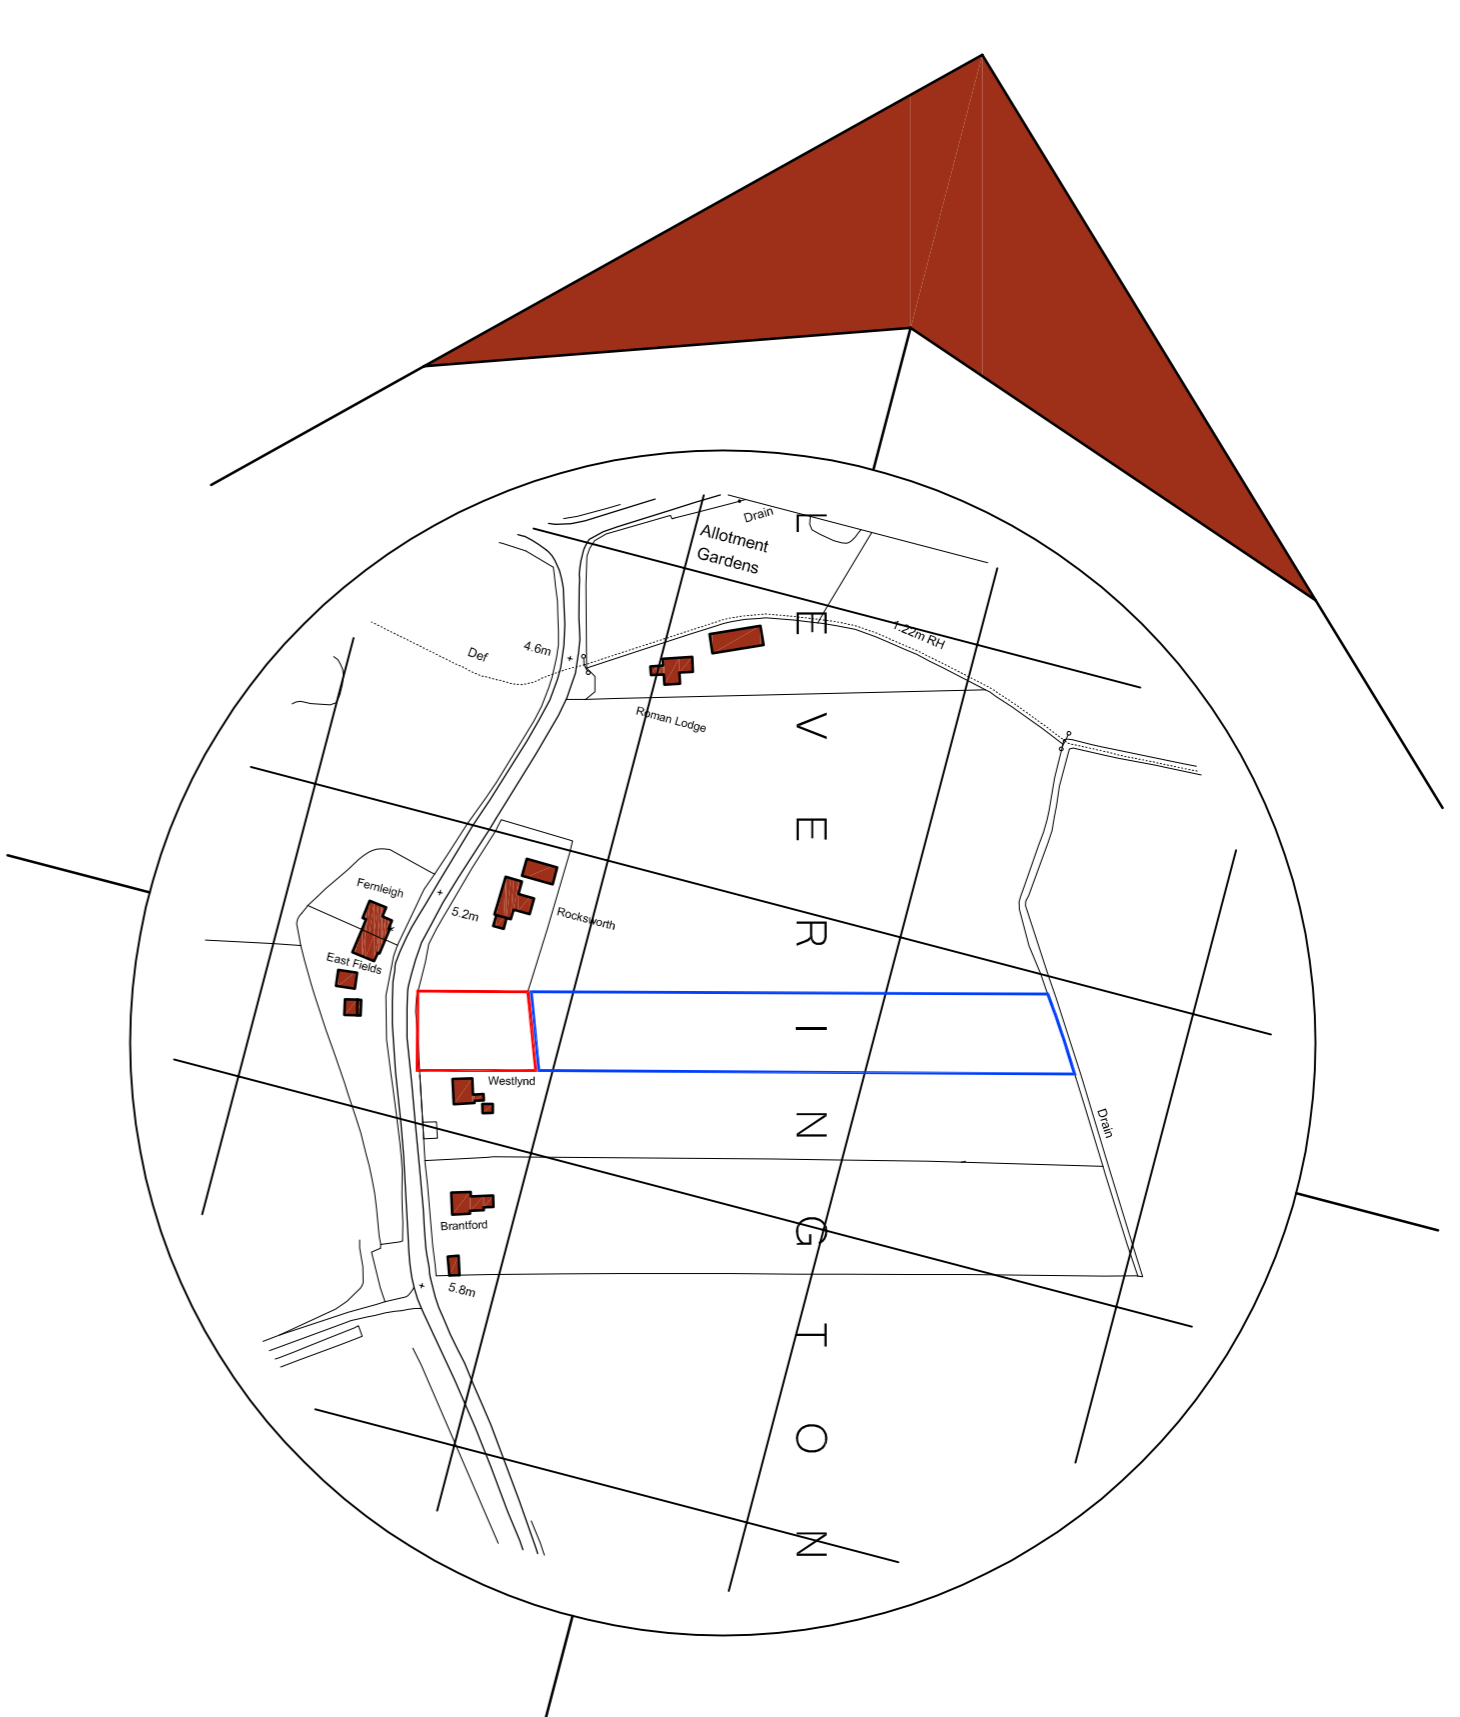 Drain
Allotment
Gardens
1.22m RH
4.6m
Def
Roman Lodge
Fernleigh
5.2m
Rocksworth
East Fields
Westlynd
Drain
Brantford
5.8m
LEVERINGTON